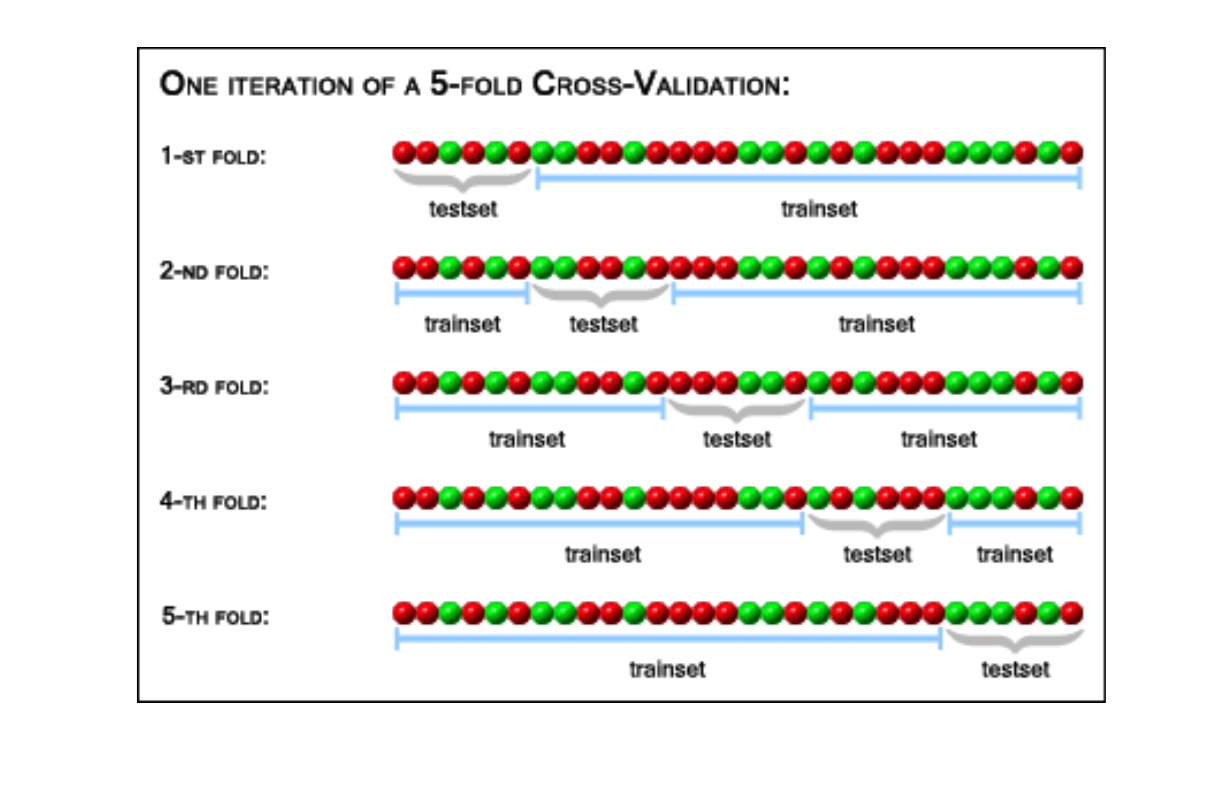 One iteration of a 5-fold Cross-Validation:
1-st fold:
testset trainset
2-nd fold:
trainset testset trainset
3-rd fold:
trainset testset trainset
4-th fold:
trainset testset trainset
5-th fold:
trainset testset